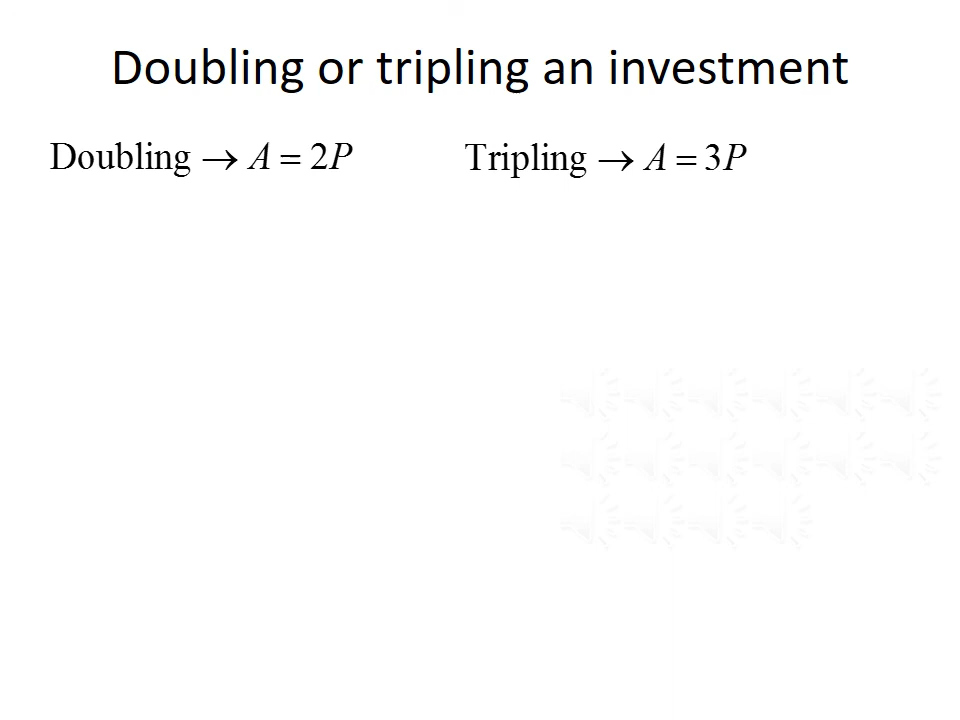 Doubling or tripling an investment
Doubling → A = 2P
Tripling → A = 3P